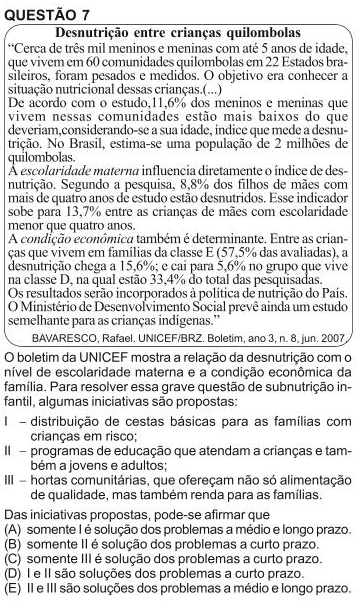 QUESTÃO 7
Desnutrição entre crianças quilombolas
“Cerca de três mil meninos e meninas com até 5 anos de idade,
que vivem em 60 comunidades quilombolas em 22 Estados bra-
sileiros, foram pesados e medidos. O objetivo era conhecer a
situação nutricional dessas crianças.(...)
De acordo com o estudo,11,6% dos meninos e meninas que
vivem nessas comunidades estão mais baixos do que
deveriam,considerando-se a sua idade, índice que mede a desnu-
trição. No Brasil, estima-se uma população de 2 milhões de
quilombolas.
A escolaridade materna influencia diretamente o índice de des-
nutrição. Segundo a pesquisa, 8,8% dos filhos de mães com
mais de quatro anos de estudo estão desnutridos. Esse indicador
sobe para 13,7% entre as crianças de mães com escolaridade
menor que quatro anos.
A condição econômica também é determinante. Entre as crian-
ças que vivem em famílias da classe E (57,5% das avaliadas), a
desnutrição chega a 15,6%; e cai para 5,6% no grupo que vive
na classe D, na qual estão 33,4% do total das pesquisadas.
Os resultados serão incorporados à política de nutrição do País.
O Ministério de Desenvolvimento Social prevê ainda um estudo
semelhante para as crianças indígenas.”
BAVARESCO, Rafael. UNICEF/BRZ. Boletim, ano 3, n. 8, jun. 2007.
O boletim da UNICEF mostra a relação da desnutrição com o
nível de escolaridade materna e a condição econômica da
família. Para resolver essa grave questão de subnutrição in-
fantil, algumas iniciativas são propostas:
I – distribuição de cestas básicas para as famílias com
crianças em risco;
II – programas de educação que atendam a crianças e tam-
bém a jovens e adultos;
III – hortas comunitárias, que ofereçam não só alimentação
de qualidade, mas também renda para as famílias.
Das iniciativas propostas, pode-se afirmar que
(A) somente I é solução dos problemas a médio e longo prazo.
(B) somente II é solução dos problemas a curto prazo.
(C) somente III é solução dos problemas a curto prazo.
(D) I e II são soluções dos problemas a curto prazo.
(E) II e III são soluções dos problemas a médio e longo prazo.